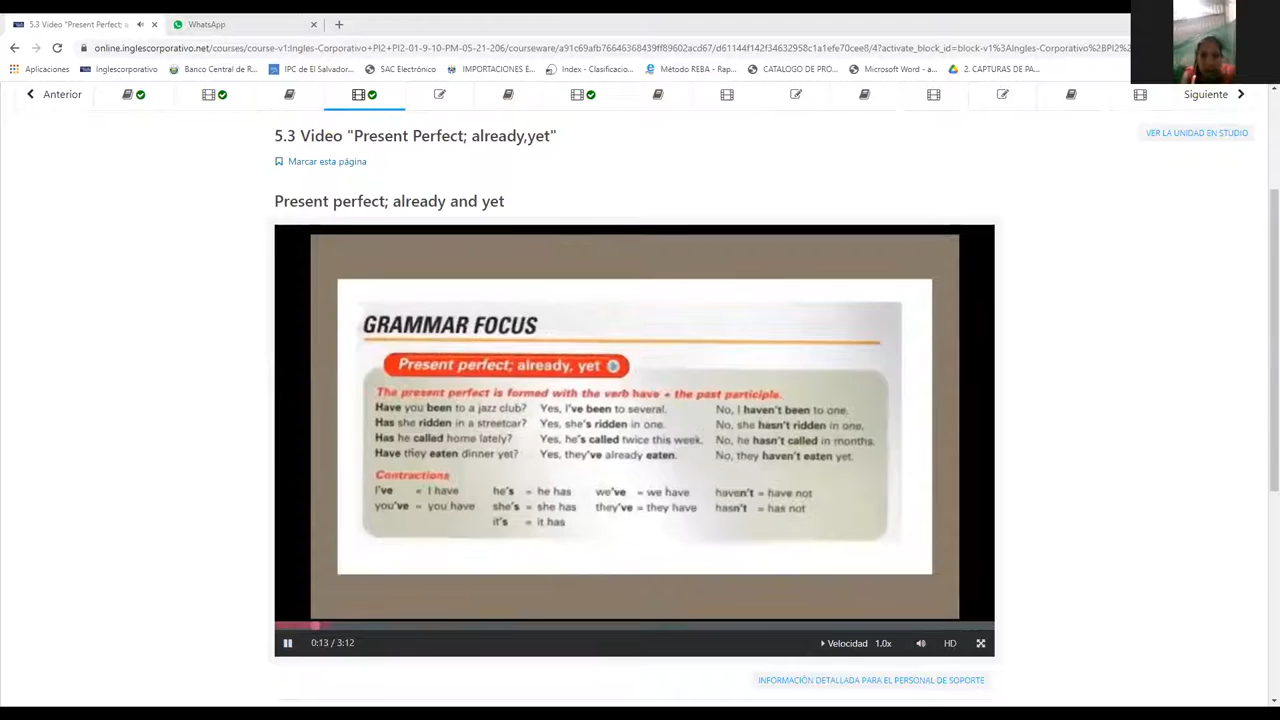 5.3 Video "Present Perfect; a
WhatsApp
online.inglescorporativo.net/courses/course-v1:Ingles-Corporativo+PI2+PI2-01-9-10-PM-05-21-206/courseware/a91c69afb76646368439ff89602acd67/d61144f142f34632958c1a1efe70cee8/4?activate_block_id=block-v1%3AIngles-Corporativo%2BPI2%
Aplicaciones
Inglescorporativo
Banco Central de R...
IPC de El Salvador...
SAC Electrónico
IMPORTACIONES E...
Index - Clasificacio...
Método REBA – Rap...
CATALOGO DE PRO...
Microsoft Word - a...
2. CAPTURAS DE PA...
Anterior
Siguiente
VER LA UNIDAD EN STUDIO
5.3 Video "Present Perfect; already,yet"
Marcar esta página
Present perfect; already and yet
GRAMMAR FOCUS
Present perfect; already, yet
The present perfect is formed with the verb have + the past participle.
Have you been to a jazz club? Yes, I've been to several. No, I haven't been to one.
Has she ridden in a streetcar? Yes, she's ridden in one. No, she hasn't ridden in one.
Has he called home lately? Yes, he's called twice this week. No, he hasn't called in months.
Have they eaten dinner yet? Yes, they've already eaten. No, they haven't eaten yet.
Contractions
I've = I have he's = he has we've = we have haven't = have not
you've = you have she's = she has they've = they have hasn't = has not
it's = it has
0:13 / 3:12
Velocidad 1.0x
HD
INFORMACIÓN DETALLADA PARA EL PERSONAL DE SOPORTE